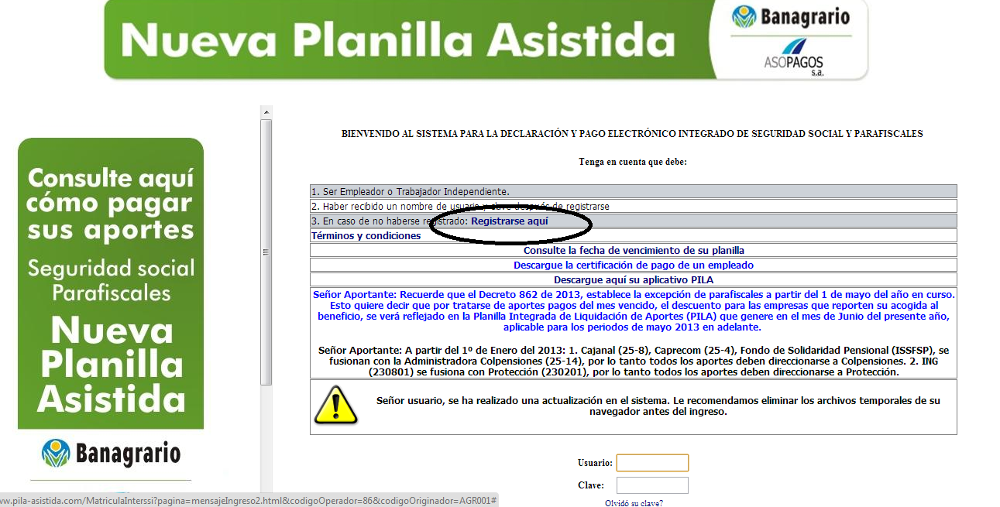 Nueva Planilla Asistida
Banagrario
ASOPAGOS
s.a.
Consulte aquí
cómo pagar
sus aportes
Seguridad social
Parafiscales
Nueva
Planilla
Asistida
Banagrario
BIENVENIDO AL SISTEMA PARA LA DECLARACIÓN Y PAGO ELECTRÓNICO INTEGRADO DE SEGURIDAD SOCIAL Y PARAFISCALES
Tenga en cuenta que debe:
1. Ser Empleador o Trabajador Independiente.
2. Haber recibido un nombre de usuario y clave después de registrarse
3. En caso de no haberse registrado: Registrarse aquí
Términos y condiciones
Consulte la fecha de vencimiento de su planilla
Descargue la certificación de pago de un empleado
Descargue aquí su aplicativo PILA
Señor Aportante: Recuerde que el Decreto 862 de 2013, establece la excepción de parafiscales a partir del 1 de mayo del año en curso.
Esto quiere decir que por tratarse de aportes pagos del mes vencido, el descuento para las empresas que reporten su acogida al
beneficio, se verá reflejado en la Planilla Integrada de Liquidación de Aportes (PILA) que genere en el mes de Junio del presente año,
aplicable para los periodos de mayo 2013 en adelante.
Señor Aportante: A partir del 1º de Enero del 2013: 1. Cajanal (25-8), Caprecom (25-4), Fondo de Solidaridad Pensional (ISSFSP), se
fusionan con la Administradora Colpensiones (25-14), por lo tanto todos los aportes deben direccionarse a Colpensiones. 2. ING
(230801) se fusiona con Protección (230201), por lo tanto todos los aportes deben direccionarse a Protección.
Señor usuario, se ha realizado una actualización en el sistema. Le recomendamos eliminar los archivos temporales de su
navegador antes del ingreso.
Usuario:
Clave:
Olvidó su clave?
ww.pila-asistida.com/MatriculaInterssi?pagina=mensajeIngreso2.html&codigoOperador=86&codigoOriginador=AGR001#